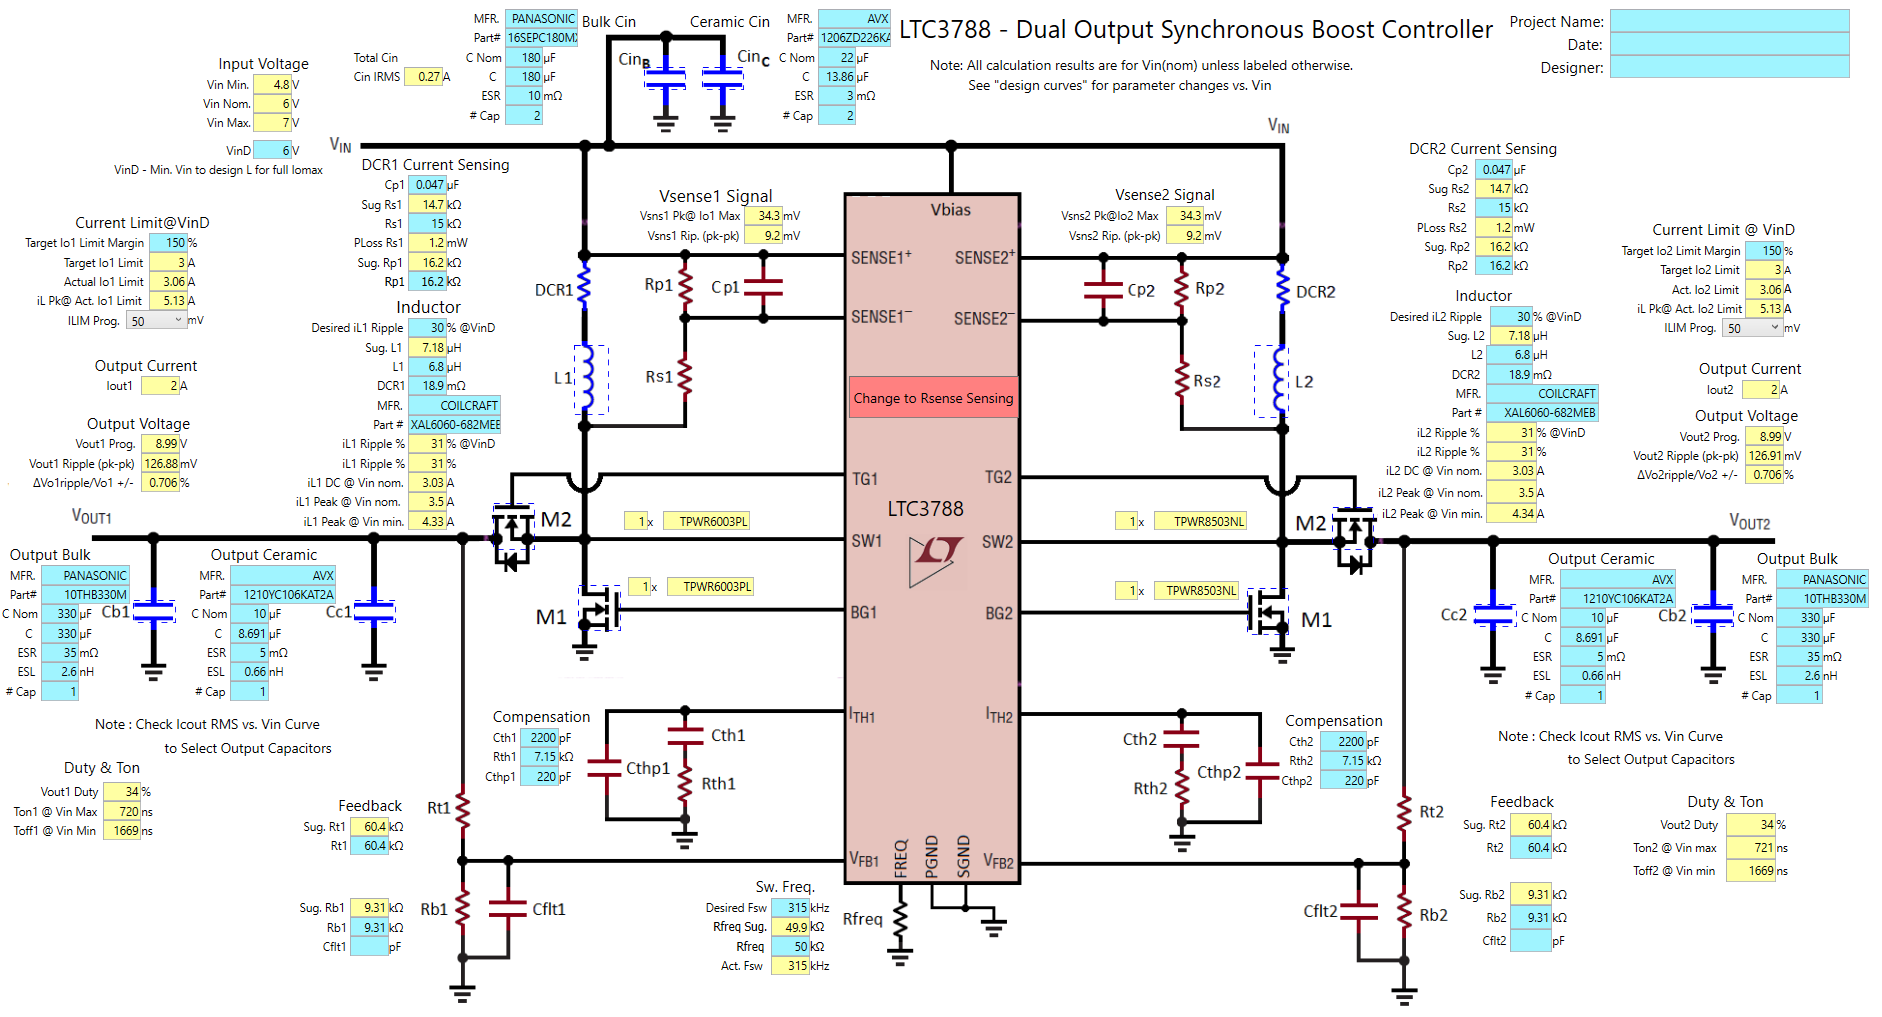 LTC3788 - Dual Output Synchronous Boost Controller
Note: All calculation results are for Vin(nom) unless labeled otherwise.
See "design curves" for parameter changes vs. Vin
Project Name:
Date:
Designer:
Bulk Cin
MFR. PANASONIC
Part# 16SEPC180M
C Nom 180 µF
C 180 µF
ESR 10 mΩ
# Cap 2
Ceramic Cin
MFR. AVX
Part# 1206ZD226KA
C Nom 22 µF
C 13.86 µF
ESR 3 mΩ
# Cap 2
CinB
CinC
Total Cin
Cin IRMS 0.27 A
Input Voltage
Vin Min. 4.8 V
Vin Nom. 6 V
Vin Max. 7 V
VinD 6 V
VinD - Min. Vin to design L for full Iomax
VIN
VIN
DCR1 Current Sensing
Cp1 0.047 µF
Sug Rs1 14.7 kΩ
Rs1 15 kΩ
PLoss Rs1 1.2 mW
Sug. Rp1 16.2 kΩ
Rp1 16.2 kΩ
Current Limit@VinD
Target Io1 Limit Margin 150 %
Target Io1 Limit 3 A
Actual Io1 Limit 3.06 A
iL Pk@ Act. Io1 Limit 5.13 A
ILIM Prog. 50 mV
Inductor
Desired iL1 Ripple 30 % @VinD
Sug. L1 7.18 µH
L1 6.8 µH
DCR1 18.9 mΩ
MFR. COILCRAFT
Part # XAL6060-682MEB
iL1 Ripple % 31 % @VinD
iL1 Ripple % 31 %
iL1 DC @ Vin nom. 3.03 A
iL1 Peak @ Vin nom. 3.5 A
iL1 Peak @ Vin min. 4.33 A
Output Current
Iout1 2 A
Output Voltage
Vout1 Prog. 8.99 V
Vout1 Ripple (pk-pk) 126.88 mV
ΔVo1ripple/Vo1 +/- 0.706 %
Vsense1 Signal
Vsns1 Pk@ Io1 Max 34.3 mV
Vsns1 Rip. (pk-pk) 9.2 mV
Vsense2 Signal
Vsns2 Pk@Io2 Max 34.3 mV
Vsns2 Rip. (pk-pk) 9.2 mV
DCR2 Current Sensing
Cp2 0.047 µF
Sug Rs2 14.7 kΩ
Rs2 15 kΩ
PLoss Rs2 1.2 mW
Sug. Rp2 16.2 kΩ
Rp2 16.2 kΩ
Current Limit @ VinD
Target Io2 Limit Margin 150 %
Target Io2 Limit 3 A
Act. Io2 Limit 3.06 A
iL Pk@ Act. Io2 Limit 5.13 A
ILIM Prog. 50 mV
Inductor
Desired iL2 Ripple 30 % @VinD
Sug. L2 7.18 µH
L2 6.8 µH
DCR2 18.9 mΩ
MFR. COILCRAFT
Part # XAL6060-682MEB
iL2 Ripple % 31 % @VinD
iL2 Ripple % 31 %
iL2 DC @ Vin nom. 3.03 A
iL2 Peak @ Vin nom. 3.5 A
iL2 Peak @ Vin min. 4.34 A
Output Current
Iout2 2 A
Output Voltage
Vout2 Prog. 8.99 V
Vout2 Ripple (pk-pk) 126.91 mV
ΔVo2ripple/Vo2 +/- 0.706 %
Vbias
SENSE1+ SENSE2+
SENSE1− SENSE2−
Change to Rsense Sensing
TG1 TG2
LTC3788
SW1 SW2
BG1 BG2
ITH1 ITH2
VFB1 FREQ PGND SGND VFB2
DCR1 Rp1 Cp1
L1 Rs1
Cp2 Rp2 DCR2
Rs2 L2
M2 1 x TPWR6003PL
M1 1 x TPWR6003PL
1 x TPWR8503NL M2
1 x TPWR8503NL M1
VOUT1
VOUT2
Output Bulk
MFR. PANASONIC
Part# 10THB330M
C Nom 330 µF
C 330 µF
ESR 35 mΩ
ESL 2.6 nH
# Cap 1
Cb1
Output Ceramic
MFR. AVX
Part# 1210YC106KAT2A
C Nom 10 µF
C 8.691 µF
ESR 5 mΩ
ESL 0.66 nH
# Cap 1
Cc1
Note : Check Icout RMS vs. Vin Curve
to Select Output Capacitors
Duty & Ton
Vout1 Duty 34 %
Ton1 @ Vin Max 720 ns
Toff1 @ Vin Min 1669 ns
Compensation
Cth1 2200 pF
Rth1 7.15 kΩ
Cthp1 220 pF
Cthp1 Cth1
Rth1
Feedback
Sug. Rt1 60.4 kΩ
Rt1 60.4 kΩ
Sug. Rb1 9.31 kΩ
Rb1 9.31 kΩ
Cflt1 pF
Rt1
Rb1 Cflt1
Sw. Freq.
Desired Fsw 315 kHz
Rfreq Sug. 49.9 kΩ
Rfreq 50 kΩ
Act. Fsw 315 kHz
Rfreq
Cth2 Cthp2
Rth2
Compensation
Cth2 2200 pF
Rth2 7.15 kΩ
Cthp2 220 pF
Output Ceramic
MFR. AVX
Part# 1210YC106KAT2A
C Nom 10 µF
C 8.691 µF
ESR 5 mΩ
ESL 0.66 nH
# Cap 1
Cc2
Output Bulk
MFR. PANASONIC
Part# 10THB330M
C Nom 330 µF
C 330 µF
ESR 35 mΩ
ESL 2.6 nH
# Cap 1
Cb2
Note : Check Icout RMS vs. Vin Curve
to Select Output Capacitors
Rt2
Cflt2 Rb2
Feedback
Sug. Rt2 60.4 kΩ
Rt2 60.4 kΩ
Sug. Rb2 9.31 kΩ
Rb2 9.31 kΩ
Cflt2 pF
Duty & Ton
Vout2 Duty 34 %
Ton2 @ Vin max 721 ns
Toff2 @ Vin min 1669 ns